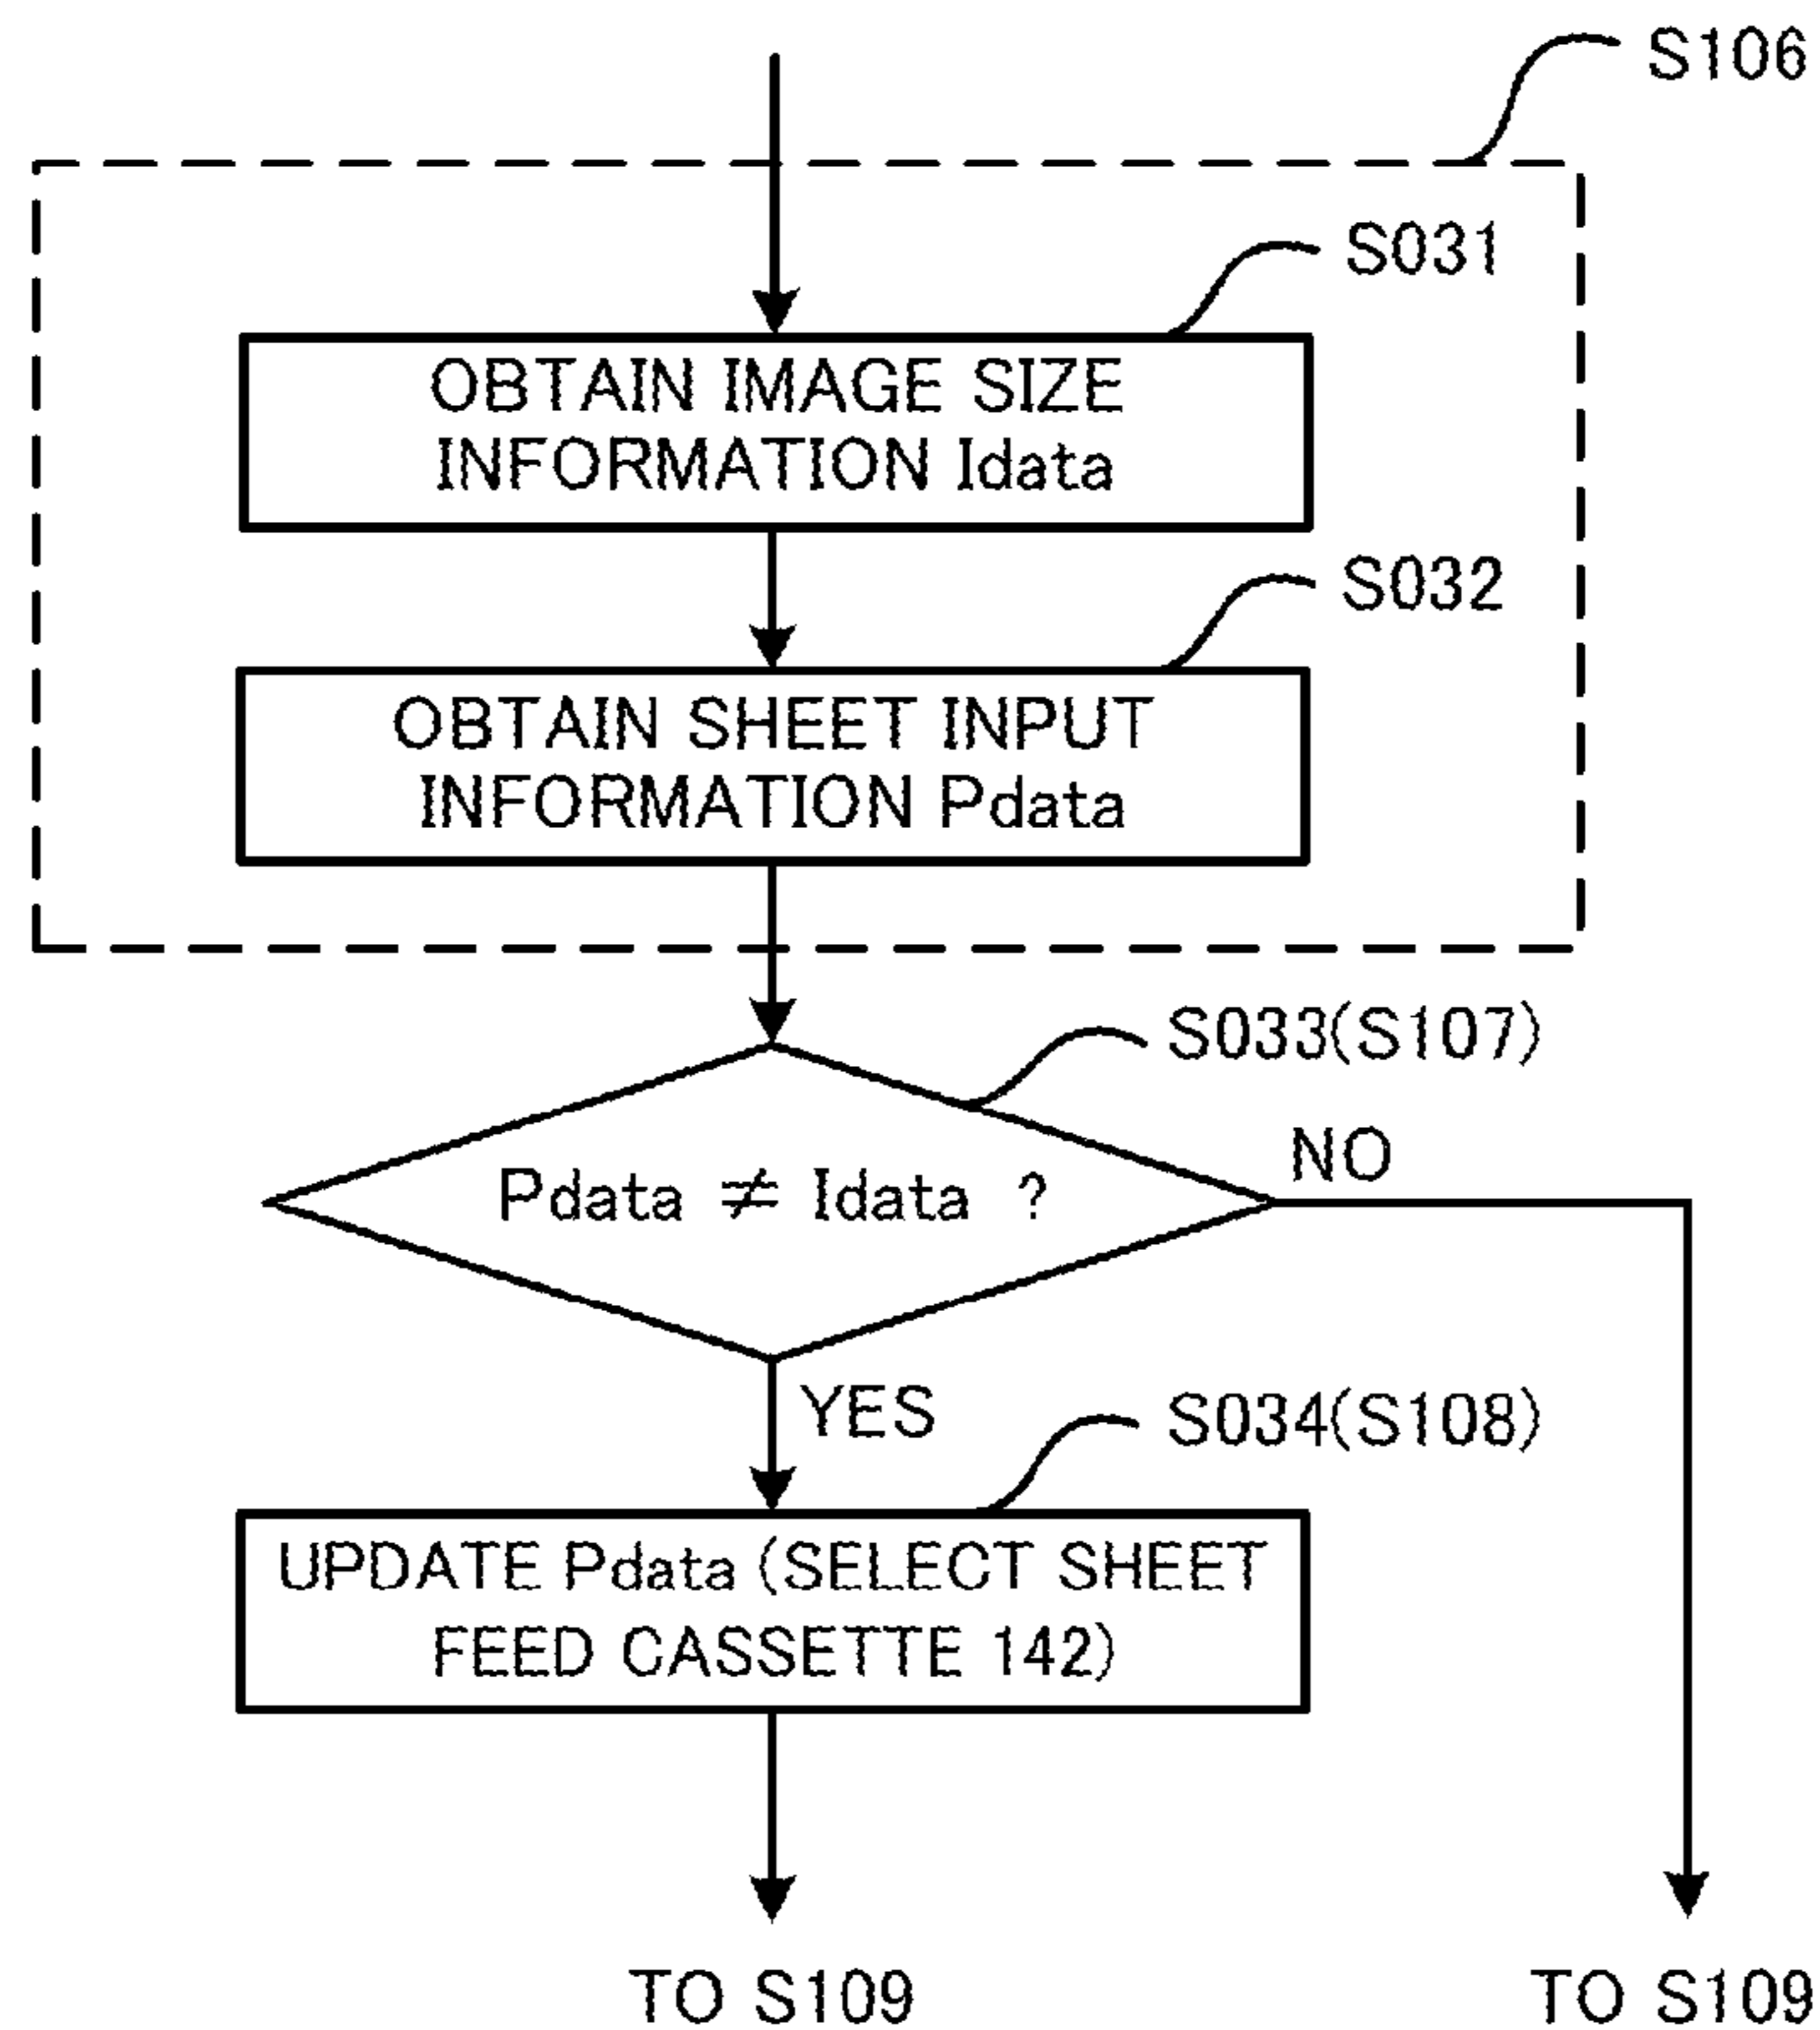 S106
S031
OBTAIN IMAGE SIZE
INFORMATION Idata
S032
OBTAIN SHEET INPUT
INFORMATION Pdata
S033(S107)
Pdata ≠ Idata ?
NO
YES
S034(S108)
UPDATE Pdata (SELECT SHEET
FEED CASSETTE 142)
TO S109
TO S109